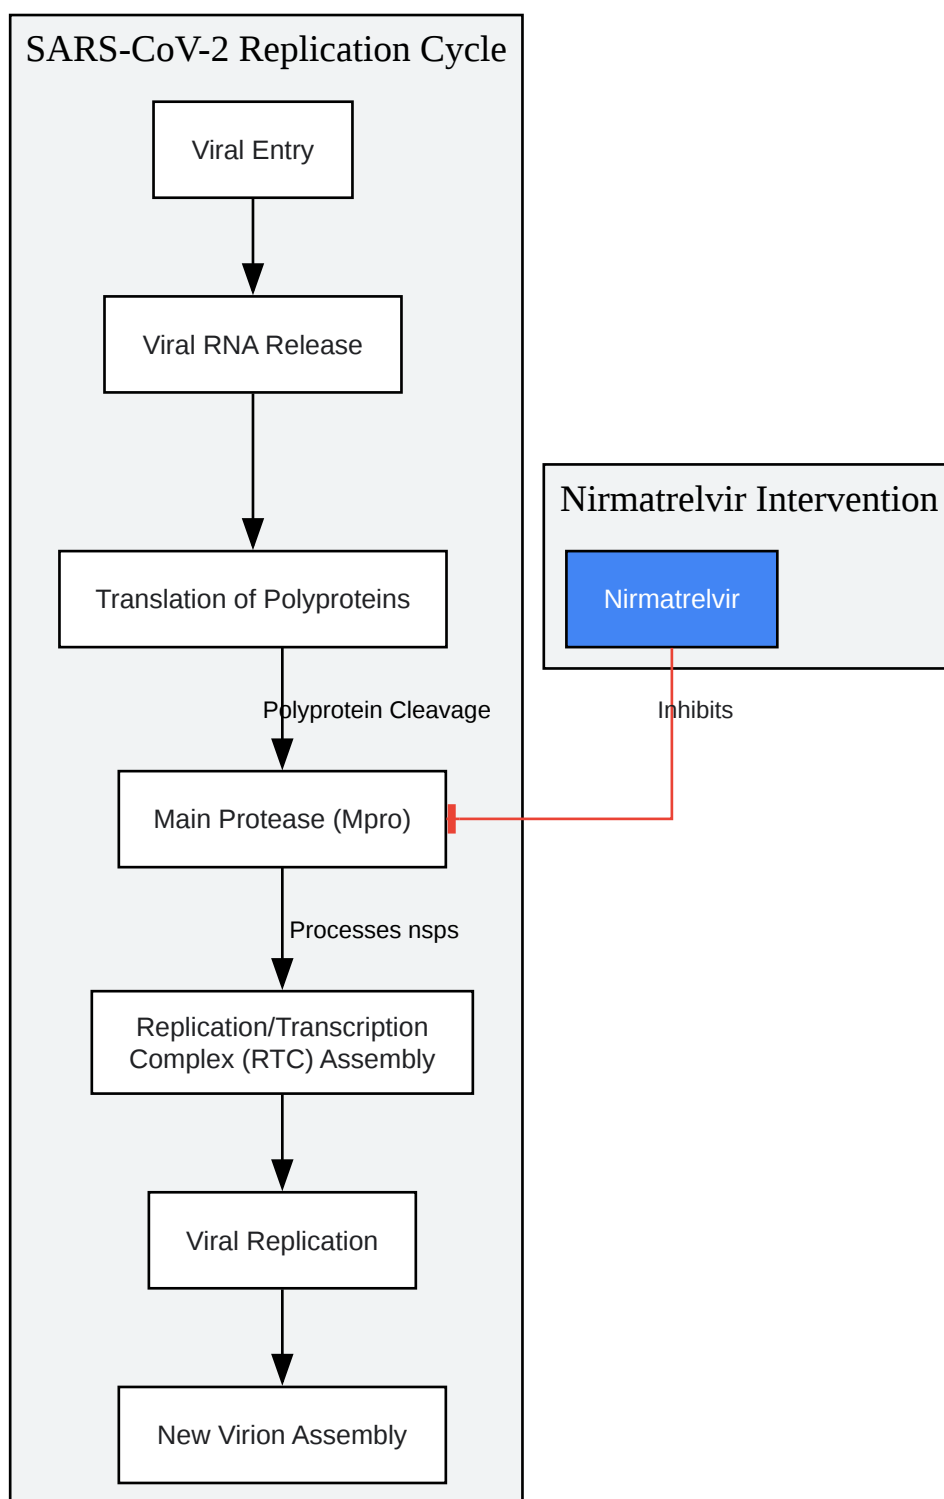 SARS-CoV-2 Replication Cycle
Viral Entry
Viral RNA Release
Nirmatrelvir Intervention
Translation of Polyproteins
Nirmatrelvir
Polyprotein Cleavage
Inhibits
Main Protease (Mpro)
Processes nsps
Replication/Transcription
Complex (RTC) Assembly
Viral Replication
New Virion Assembly